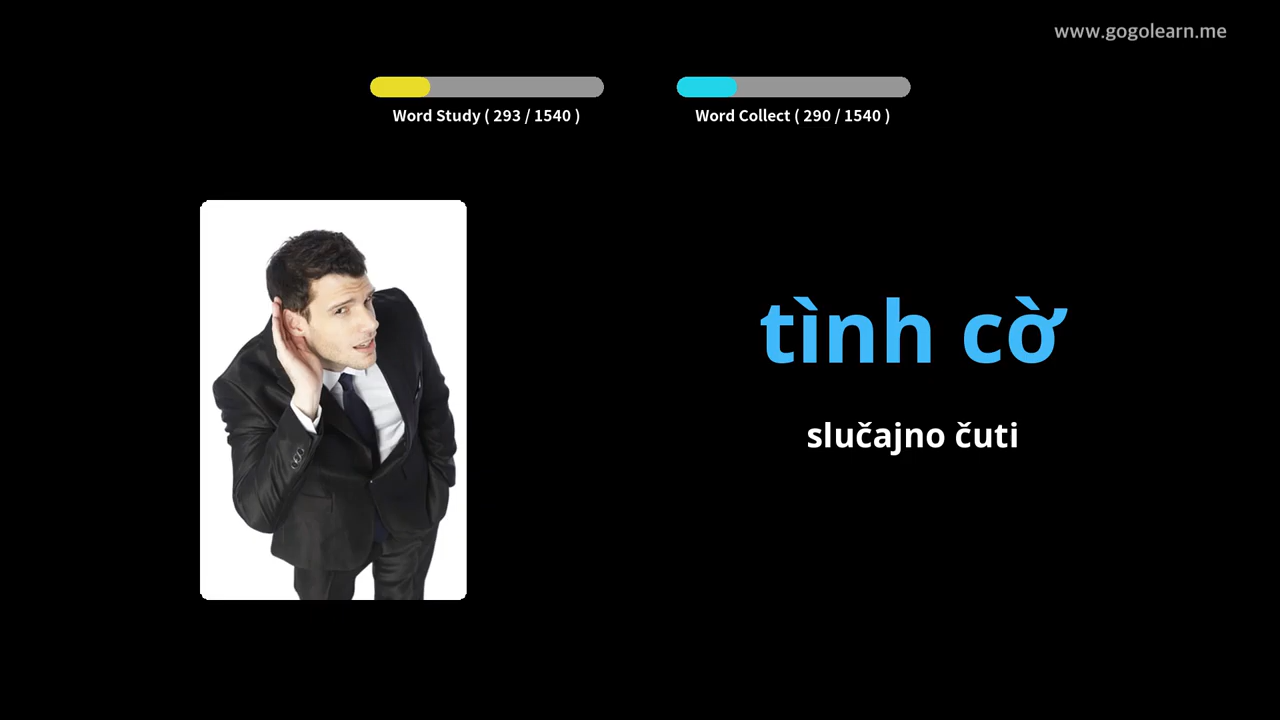 www.gogolearn.me
Word Study ( 293 / 1540 )
Word Collect ( 290 / 1540 )
tình cờ
slučajno čuti